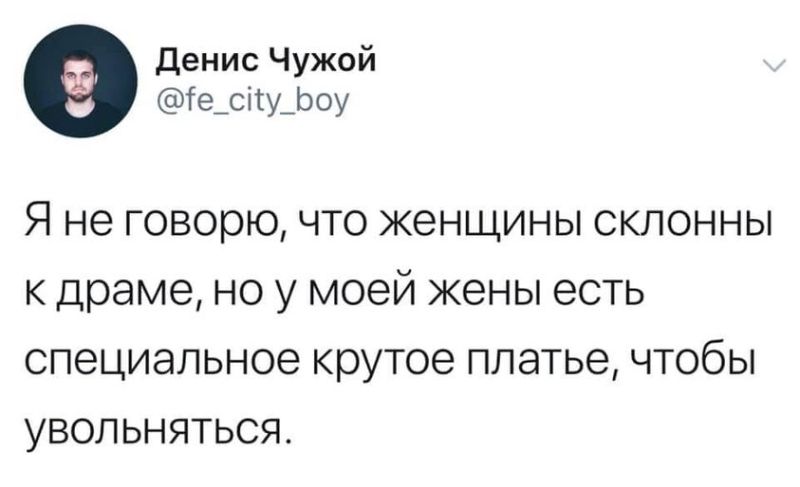 Денис Чужой
@fe_city_boy
Я не говорю, что женщины склонны
к драме, но у моей жены есть
специальное крутое платье, чтобы
увольняться.